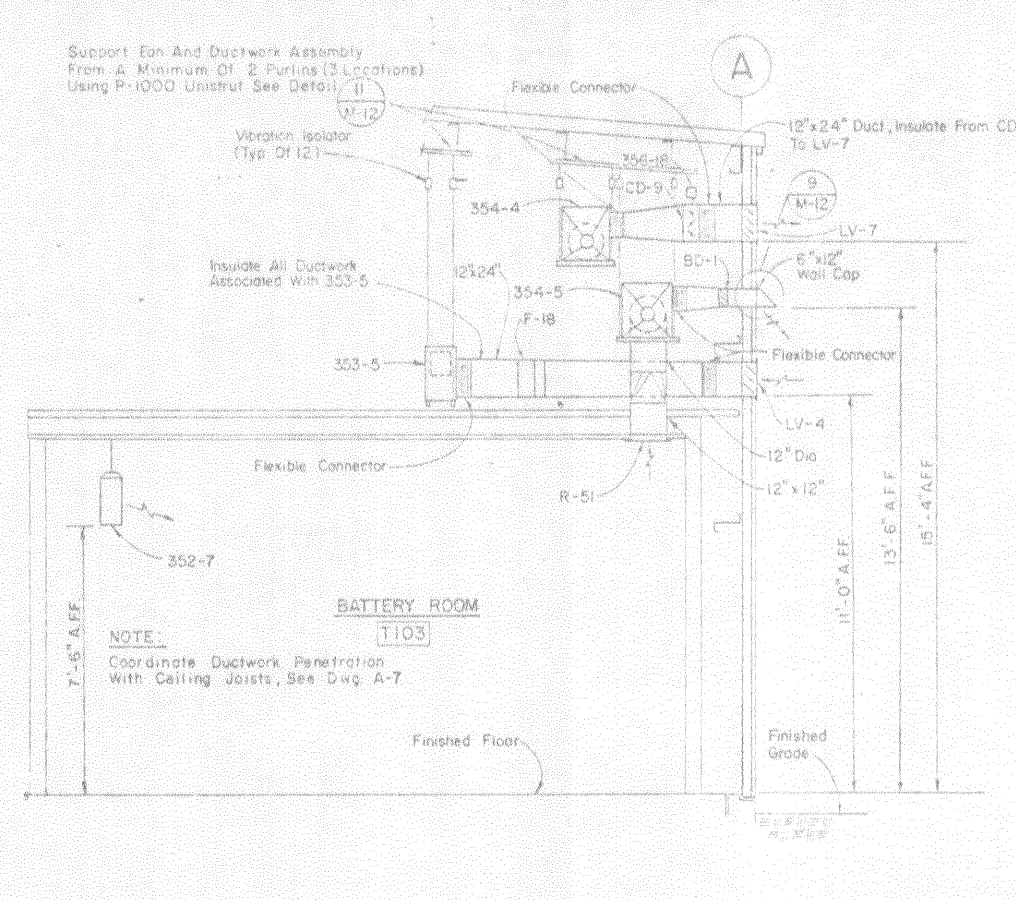 Support Fan And Ductwork Assembly
From A Minimum Of 2 Purlins (3 Locations)
Using P-1000 Unistrut See Detail
11
M-12
A
Flexible Connector
12"x24" Duct, Insulate From CD
To LV-7
Vibration Isolator
(Typ Of 12)
354-18
CD-9
9
M-12
354-4
LV-7
BD-1
6"x12"
Wall Cap
Insulate All Ductwork
Associated With 353-5
12"x24"
354-5
F-18
353-5
Flexible Connector
LV-4
Flexible Connector
12" Dia
12" x 12"
R-51
352-7
7'-6" A.F.F
11'-0" A.F.F
13'-6" A.F.F
15'-4" A.F.F
BATTERY ROOM
T103
NOTE:
Coordinate Ductwork Penetration
With Ceiling Joists, See Dwg A-7
Finished Floor
Finished
Grade